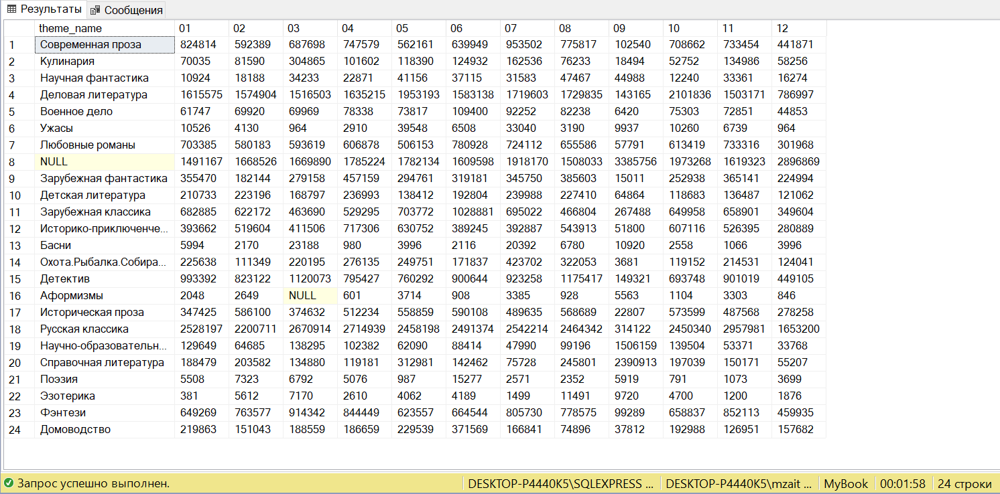 Результаты Сообщения
theme_name 01 02 03 04 05 06 07 08 09 10 11 12
1 Современная проза 824814 592389 687698 747579 562161 639949 953502 775817 102540 708662 733454 441871
2 Кулинария 70035 81590 304865 101602 118390 124932 162536 76233 18494 52752 134986 58256
3 Научная фантастика 10924 18188 34233 22871 41156 37115 31583 47467 44988 12240 33361 16274
4 Деловая литература 1615575 1574904 1516503 1635215 1953193 1583138 1719603 1729835 143165 2101836 1503171 786997
5 Военное дело 61747 69920 69969 78338 73817 109400 92252 82238 6420 75303 72851 44853
6 Ужасы 10526 4130 964 2910 39548 6508 33040 3190 9937 10260 6739 964
7 Любовные романы 703385 580183 593619 606878 506153 780928 724112 655586 57791 613419 733316 301968
8 NULL 1491167 1668526 1669890 1785224 1782134 1609598 1918170 1508033 3385756 1973268 1619323 2896869
9 Зарубежная фантастика 355470 182144 279158 457159 294761 319181 345750 385603 15011 252938 365141 224994
10 Детская литература 210733 223196 168797 236993 138412 192804 239988 227410 64864 118683 136487 121062
11 Зарубежная классика 682885 622172 463690 529295 703772 1028881 695022 466804 267488 649958 658901 349604
12 Историко-приключенче... 393662 519604 411506 717306 630752 389245 392887 543913 51800 607116 526395 280889
13 Басни 5994 2170 23188 980 3996 2116 20392 6780 10920 2558 1066 3996
14 Охота.Рыбалка.Собира... 225638 111349 220195 276135 249751 171837 423702 322053 3681 119152 214531 124041
15 Детектив 993392 823122 1120073 795427 760292 900644 923258 1175417 149321 693748 901019 449105
16 Аформизмы 2048 2649 NULL 601 3714 908 3385 928 5563 1104 3303 846
17 Историческая проза 347425 586100 374632 512234 558859 590108 489635 568689 22807 573599 487568 278258
18 Русская классика 2528197 2200711 2670914 2714939 2458198 2491374 2542214 2464342 314122 2450340 2957981 1653200
19 Научно-образовательн... 129649 64685 138295 102382 62090 88414 47990 99196 1506159 139504 53371 33768
20 Справочная литература 188479 203582 134880 119181 312981 142462 75728 245801 2390913 197039 150171 55207
21 Поэзия 5508 7323 6792 5076 987 15277 2571 2352 5919 791 1073 3699
22 Эзотерика 381 5612 7170 2610 4062 4189 1499 11491 9720 4700 1200 1876
23 Фэнтези 649269 763577 914342 844449 623557 664544 805730 778575 99289 658837 852113 459935
24 Домоводство 219863 151043 188559 186659 229539 371569 166841 74896 37812 192988 126951 157682
Запрос успешно выполнен. DESKTOP-P4440K5\SQLEXPRESS ... DESKTOP-P4440K5\mzait ... MyBook 00:01:58 24 строки